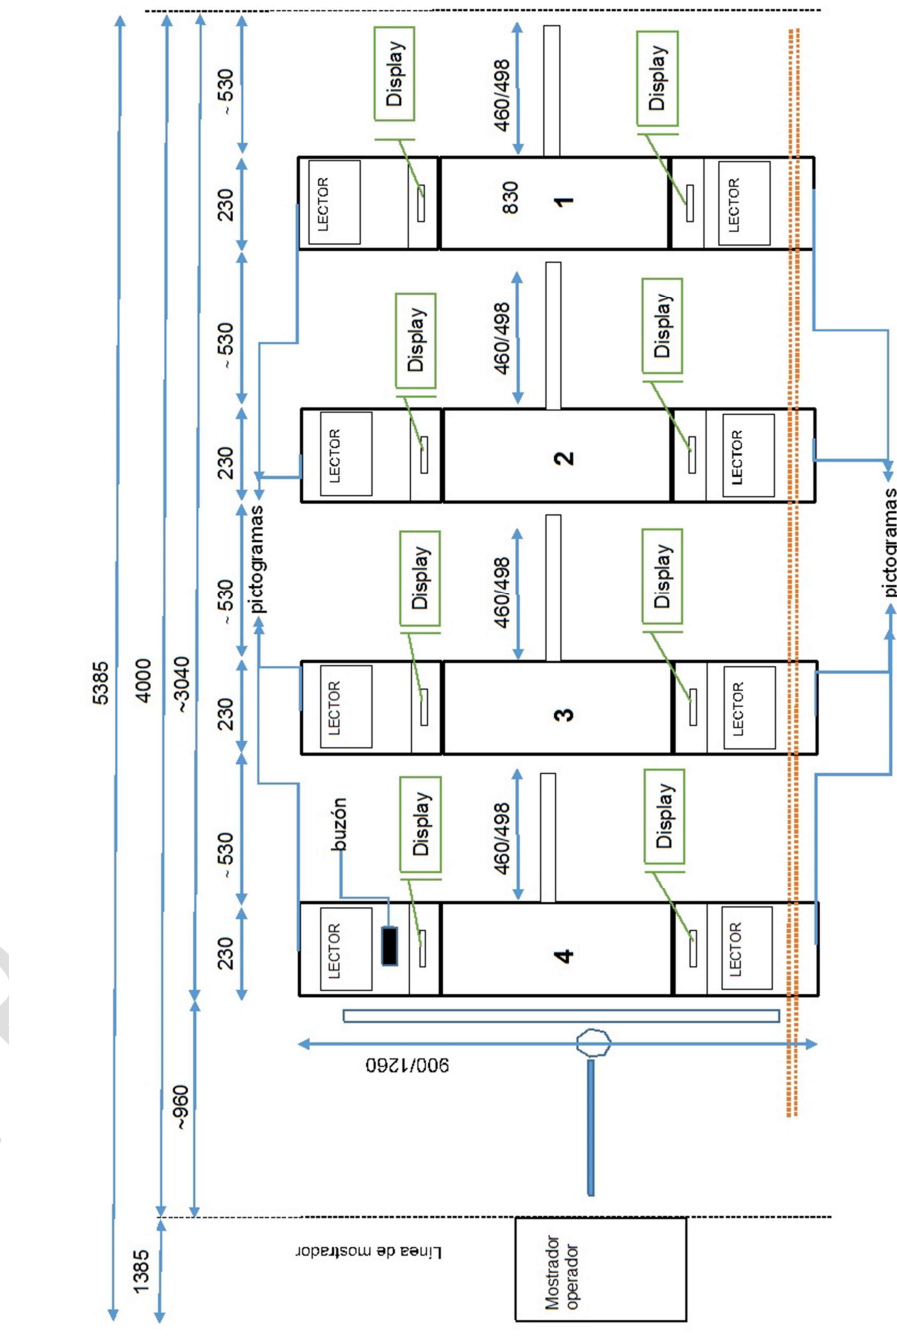 5385
4000
~3040
~960
1385
~ 530
230
~ 530
230
~ 530
230
~ 530
230
pictogramas
pictogramas
LECTOR
Display
460/498
830
1
Display
LECTOR
LECTOR
Display
460/498
2
Display
LECTOR
LECTOR
Display
460/498
3
Display
LECTOR
buzón
LECTOR
Display
460/498
4
Display
LECTOR
900/1260
Línea de mostrador
Mostrador
operador